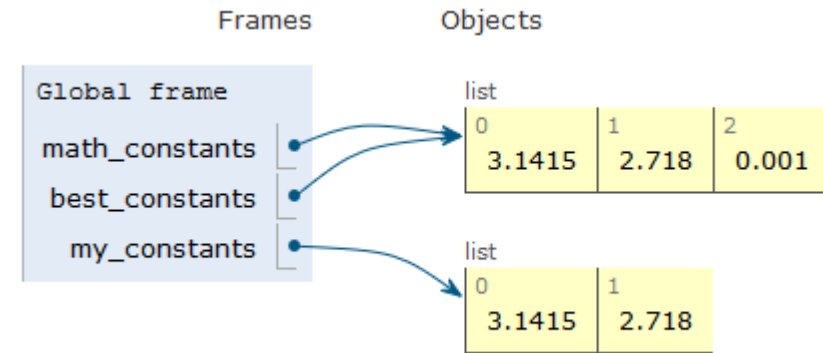 Frames Objects
Global frame
math_constants
best_constants
my_constants
list
0 1 2
3.1415 2.718 0.001
list
0 1
3.1415 2.718